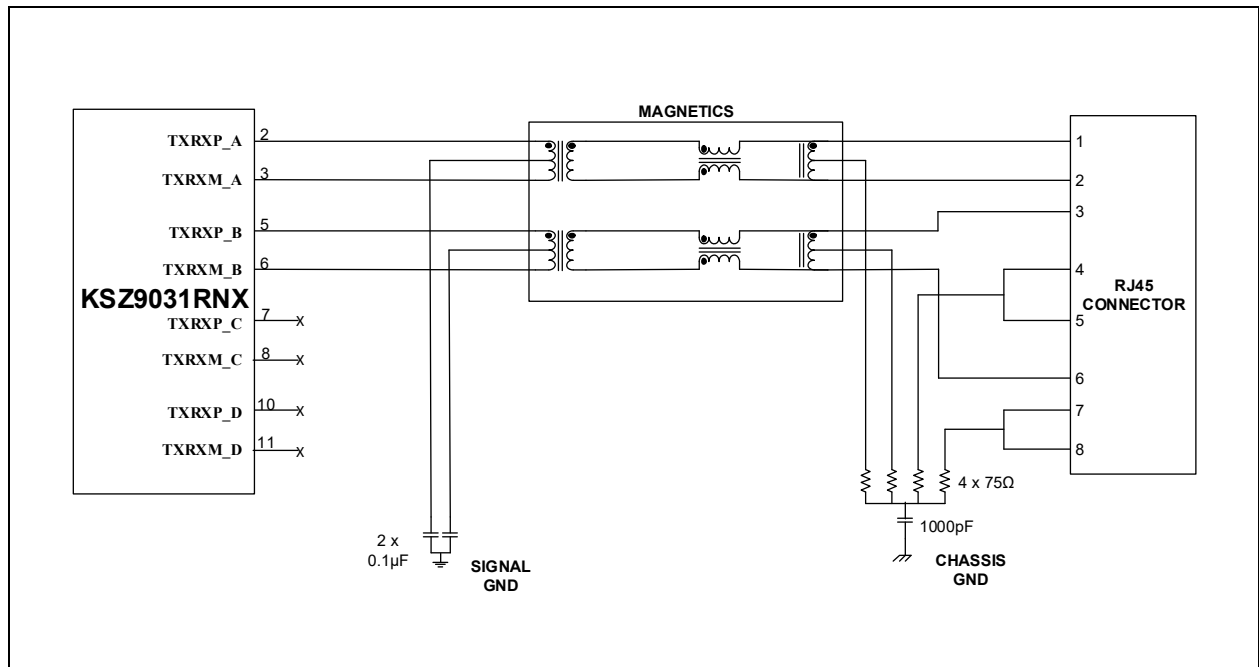 MAGNETICS
TXRXP_A 2
TXRXM_A 3
TXRXP_B 5
TXRXM_B 6
KSZ9031RNX
TXRXP_C 7 X
TXRXM_C 8 X
TXRXP_D 10 X
TXRXM_D 11 X
1
2
3
4
5
6
7
8
RJ45
CONNECTOR
4 x 75Ω
1000pF
CHASSIS
GND
2 x
0.1µF
SIGNAL
GND